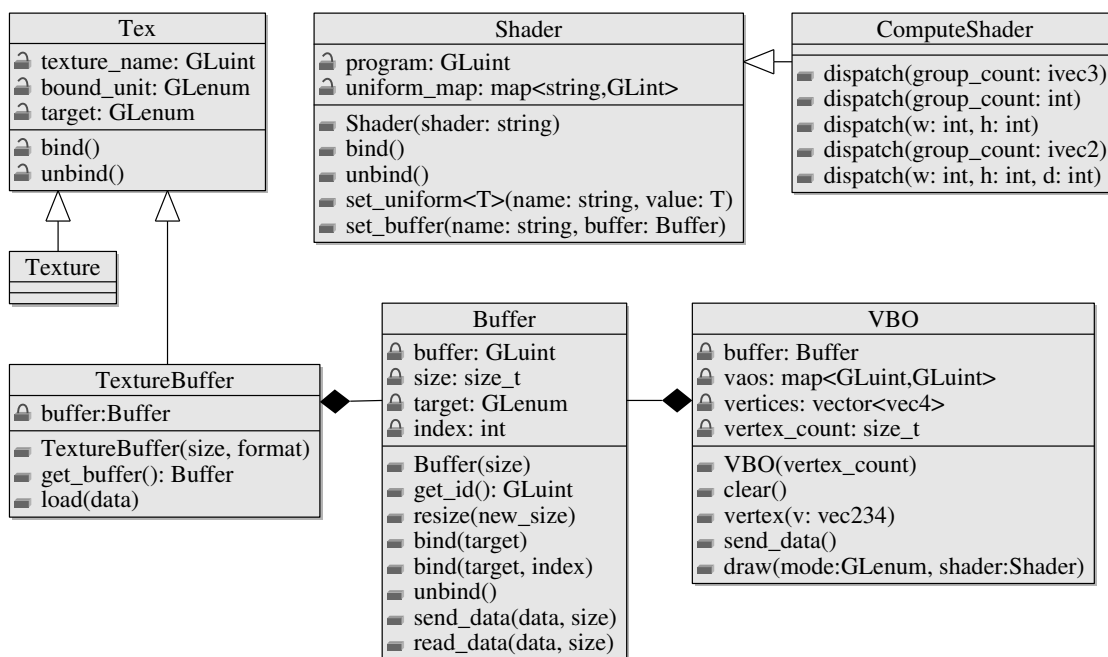 Tex
texture_name: GLuint
bound_unit: GLenum
target: GLenum
bind()
unbind()
Shader
program: GLuint
uniform_map: map<string,GLint>
Shader(shader: string)
bind()
unbind()
set_uniform<T>(name: string, value: T)
set_buffer(name: string, buffer: Buffer)
ComputeShader
dispatch(group_count: ivec3)
dispatch(group_count: int)
dispatch(w: int, h: int)
dispatch(group_count: ivec2)
dispatch(w: int, h: int, d: int)
Texture
TextureBuffer
buffer:Buffer
TextureBuffer(size, format)
get_buffer(): Buffer
load(data)
Buffer
buffer: GLuint
size: size_t
target: GLenum
index: int
Buffer(size)
get_id(): GLuint
resize(new_size)
bind(target)
bind(target, index)
unbind()
send_data(data, size)
read_data(data, size)
VBO
buffer: Buffer
vaos: map<GLuint,GLuint>
vertices: vector<vec4>
vertex_count: size_t
VBO(vertex_count)
clear()
vertex(v: vec234)
send_data()
draw(mode:GLenum, shader:Shader)